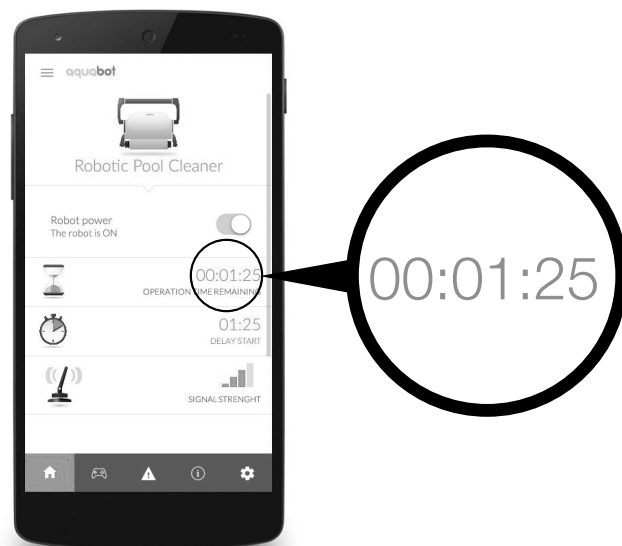 aquabot
Robotic Pool Cleaner
Robot power
The robot is ON
00:01:25
OPERATION TIME REMAINING
01:25
DELAY START
SIGNAL STRENGHT
00:01:25